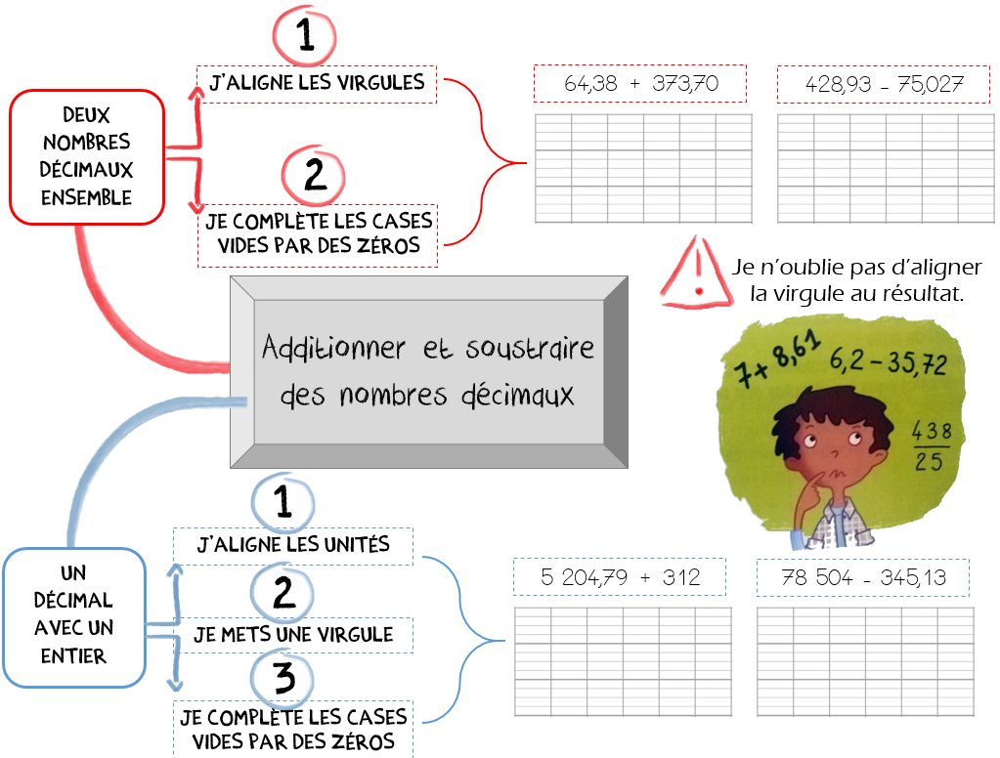 1
J'ALIGNE LES VIRGULES
DEUX
NOMBRES
DÉCIMAUX
ENSEMBLE
2
JE COMPLÈTE LES CASES
VIDES PAR DES ZÉROS
64,38 + 373,70
428,93 – 75,027
!
Je n'oublie pas d'aligner
la virgule au résultat.
Additionner et soustraire
des nombres décimaux
7 + 8,61
6,2 – 35,72
438
25
1
J'ALIGNE LES UNITÉS
UN
DÉCIMAL
AVEC UN
ENTIER
2
JE METS UNE VIRGULE
3
JE COMPLÈTE LES CASES
VIDES PAR DES ZÉROS
5 204,79 + 312
78 504 – 345,13